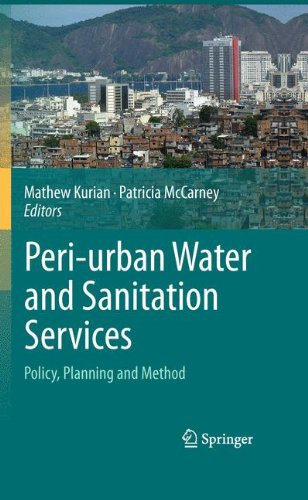 Mathew Kurian · Patricia McCarney
Editors
Peri-urban Water
and Sanitation
Services
Policy, Planning and Method
Springer